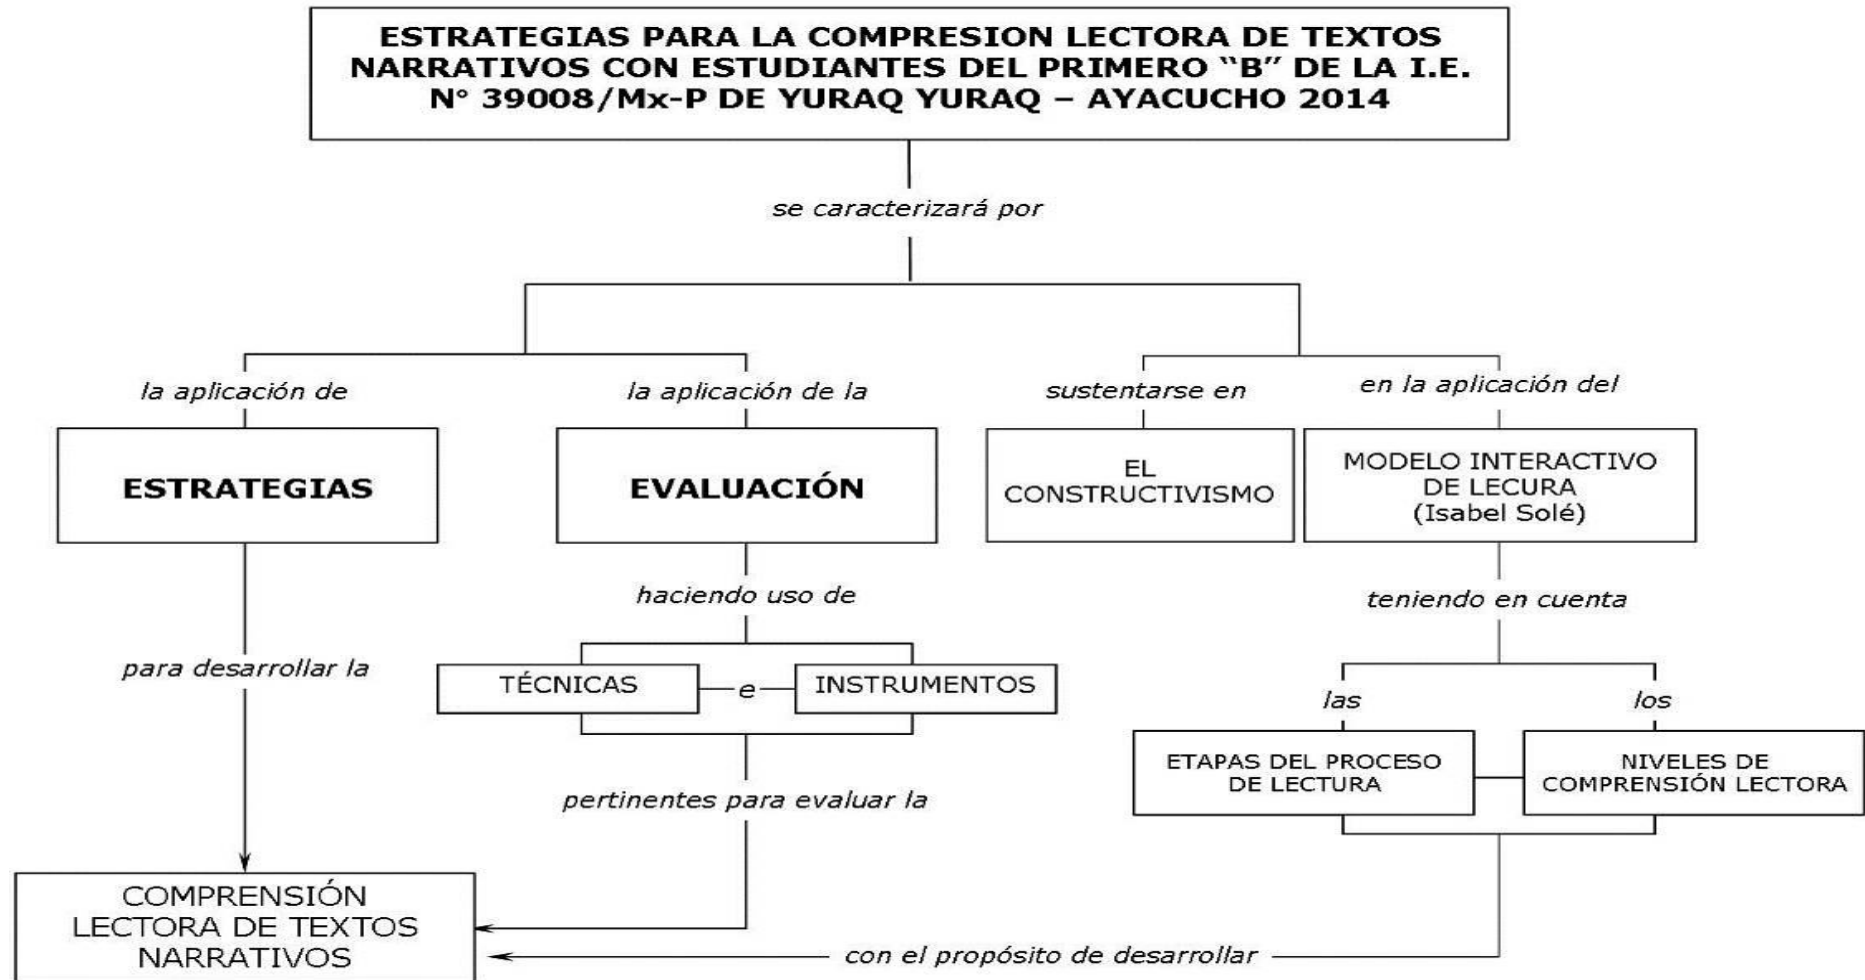 ESTRATEGIAS PARA LA COMPRESION LECTORA DE TEXTOS
NARRATIVOS CON ESTUDIANTES DEL PRIMERO “B” DE LA I.E.
N° 39008/Mx-P DE YURAQ YURAQ – AYACUCHO 2014
se caracterizará por
la aplicación de
la aplicación de la
sustentarse en
en la aplicación del
ESTRATEGIAS
EVALUACIÓN
EL
CONSTRUCTIVISMO
MODELO INTERACTIVO
DE LECURA
(Isabel Solé)
haciendo uso de
teniendo en cuenta
para desarrollar la
TÉCNICAS
e
INSTRUMENTOS
las
los
ETAPAS DEL PROCESO
DE LECTURA
NIVELES DE
COMPRENSIÓN LECTORA
pertinentes para evaluar la
COMPRENSIÓN
LECTORA DE TEXTOS
NARRATIVOS
con el propósito de desarrollar